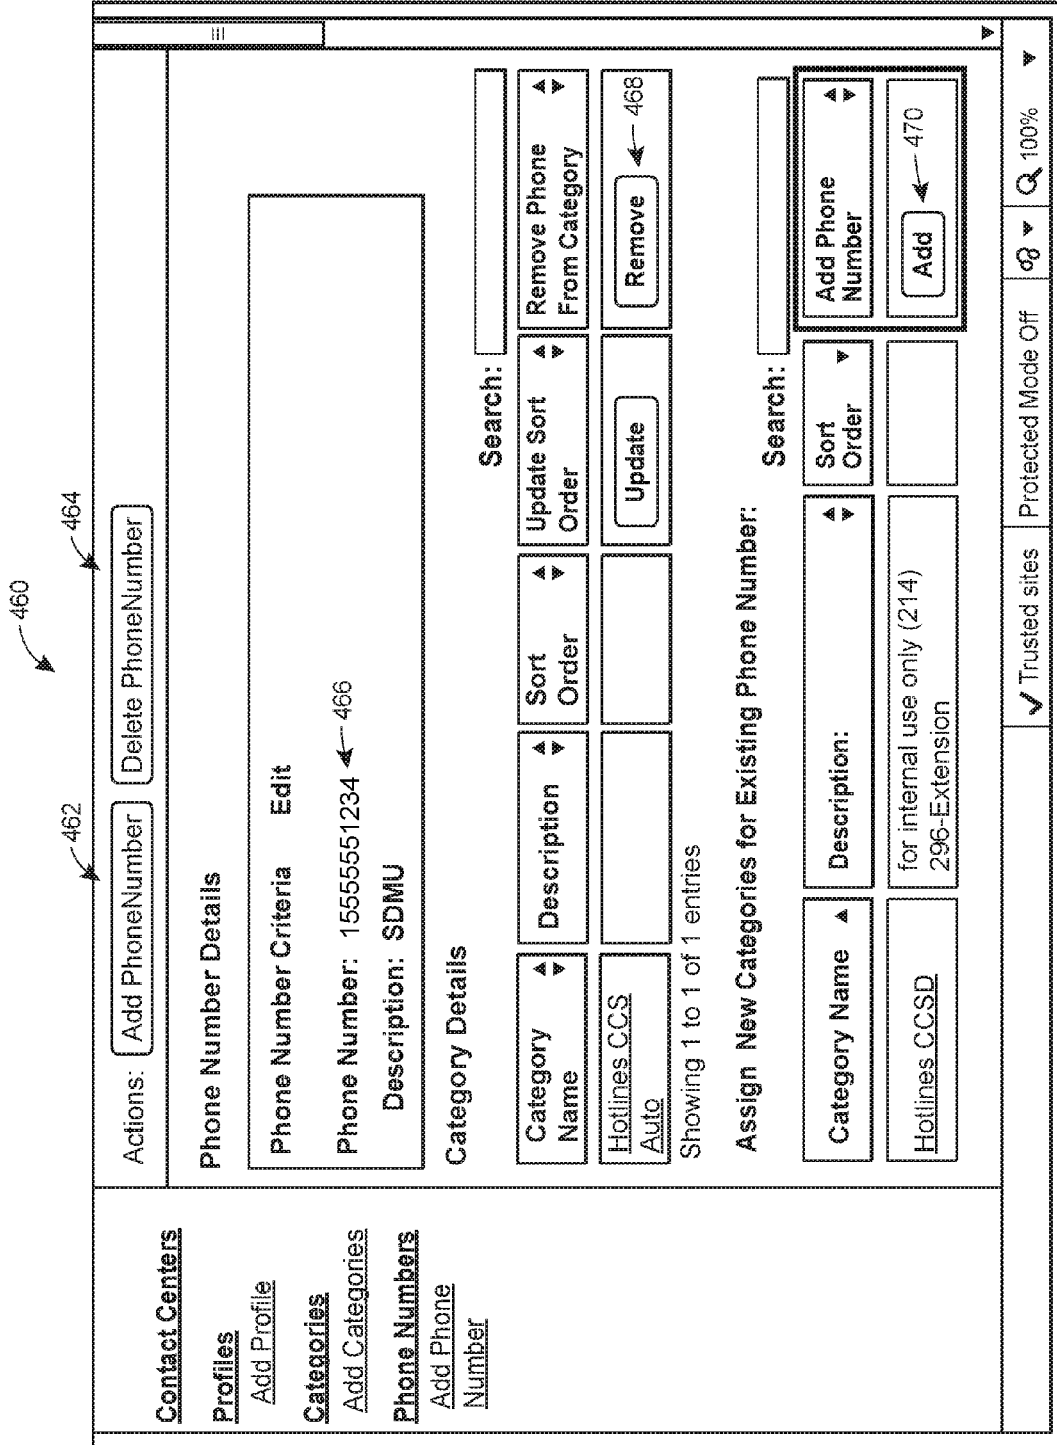 460
462
464
Actions: Add PhoneNumber Delete PhoneNumber
Contact Centers
Profiles
Add Profile
Categories
Add Categories
Phone Numbers
Add Phone
Number
Phone Number Details
Phone Number Criteria Edit
Phone Number: 15555551234 466
Description: SDMU
Category Details
Search:
Category
Name
Description
Sort
Order
Update Sort
Order
Remove Phone
From Category
Hotlines CCS
Auto
Update
Remove
468
Showing 1 to 1 of 1 entries
Assign New Categories for Existing Phone Number:
Search:
Category Name
Description:
Sort
Order
Add Phone
Number
Hotlines CCSD
for internal use only (214)
296-Extension
Add
470
Trusted sites
Protected Mode Off
100%